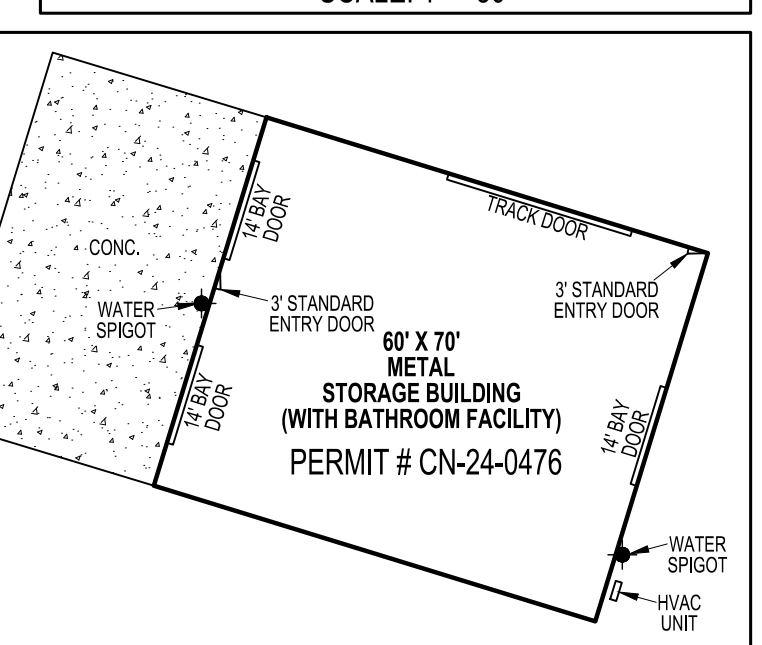 14' BAY
DOOR
TRACK DOOR
CONC.
WATER
SPIGOT
3' STANDARD
ENTRY DOOR
3' STANDARD
ENTRY DOOR
60' X 70'
METAL
STORAGE BUILDING
(WITH BATHROOM FACILITY)
PERMIT # CN-24-0476
14' BAY
DOOR
14' BAY
DOOR
WATER
SPIGOT
HVAC
UNIT